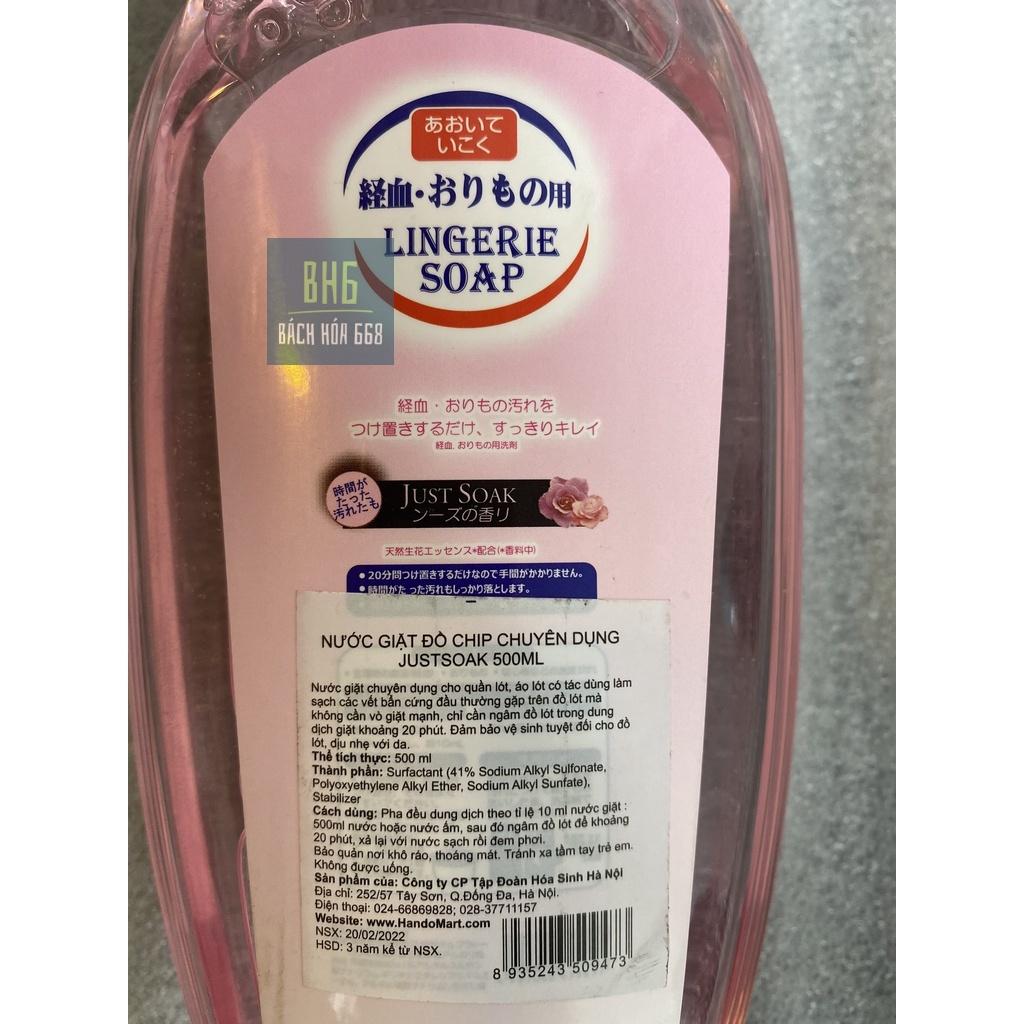 あおいて
いこく
経血・おりもの用
LINGERIE
SOAP
BH6
BÁCH HÓA 668
経血・おりもの汚れを
つけ置きするだけ、すっきりキレイ
経血. おりもの用洗剤
時間が
たった
汚れたも
JUST SOAK
ンーズの香り
天然生花エッセンス*配合(*香料中)
● 20分問つけ置きするだけなので手間がかかりません。
● 時間がた った汚れもしっかり落とします。
NƯỚC GIẶT ĐỒ CHIP CHUYÊN DỤNG
JUSTSOAK 500ML
Nước giặt chuyên dụng cho quần lót, áo lót có tác dùng làm
sạch các vết bẩn cứng đầu thường gặp trên đồ lót mà
không cần vò giặt mạnh, chỉ cần ngâm đồ lót trong dung
dịch giặt khoảng 20 phút. Đảm bảo vệ sinh tuyệt đối cho đồ
lót, dịu nhẹ với da.
Thể tích thực: 500 ml
Thành phần: Surfactant (41% Sodium Alkyl Sulfonate,
Polyoxyethylene Alkyl Ether, Sodium Alkyl Sunfate),
Stabilizer
Cách dùng: Pha đều dung dịch theo tỉ lệ 10 ml nước giặt :
500ml nước hoặc nước ấm, sau đó ngâm đồ lót để khoảng
20 phút, xả lại với nước sạch rồi đem phơi.
Bảo quản nơi khô ráo, thoáng mát. Tránh xa tầm tay trẻ em.
Không được uống.
Sản phẩm của: Công ty CP Tập Đoàn Hóa Sinh Hà Nội
Địa chỉ: 252/57 Tây Sơn, Q.Đống Đa, Hà Nội.
Điện thoại: 024-66869828; 028-37711157
Website: www.HandoMart.com
NSX: 20/02/2022
HSD: 3 năm kể từ NSX.
8 935243 509473